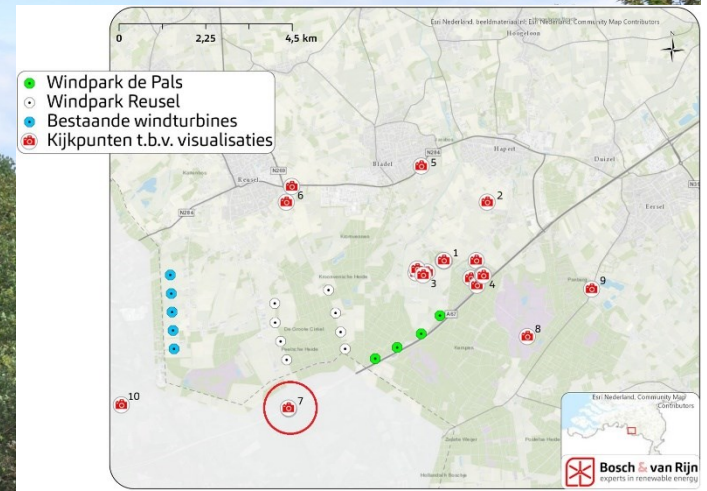 Esri Nederland, beeldmateriaal.nl; Esri Nederland, Community Map Contributors
0
2,25
4,5 km
Hoogeloon
Windpark de Pals
Windpark Reusel
Bestaande windturbines
Kijkpunten t.b.v. visualisaties
N284
Hapert
5
Bladel
Duizel
N284
Reusel
6
2
Eersel
N284
1
3
4
9
A67
De Groote Cirkel
8
7
10
Esri Nederland, Community Map
Contributors
Bosch & van Rijn
experts in renewable energy